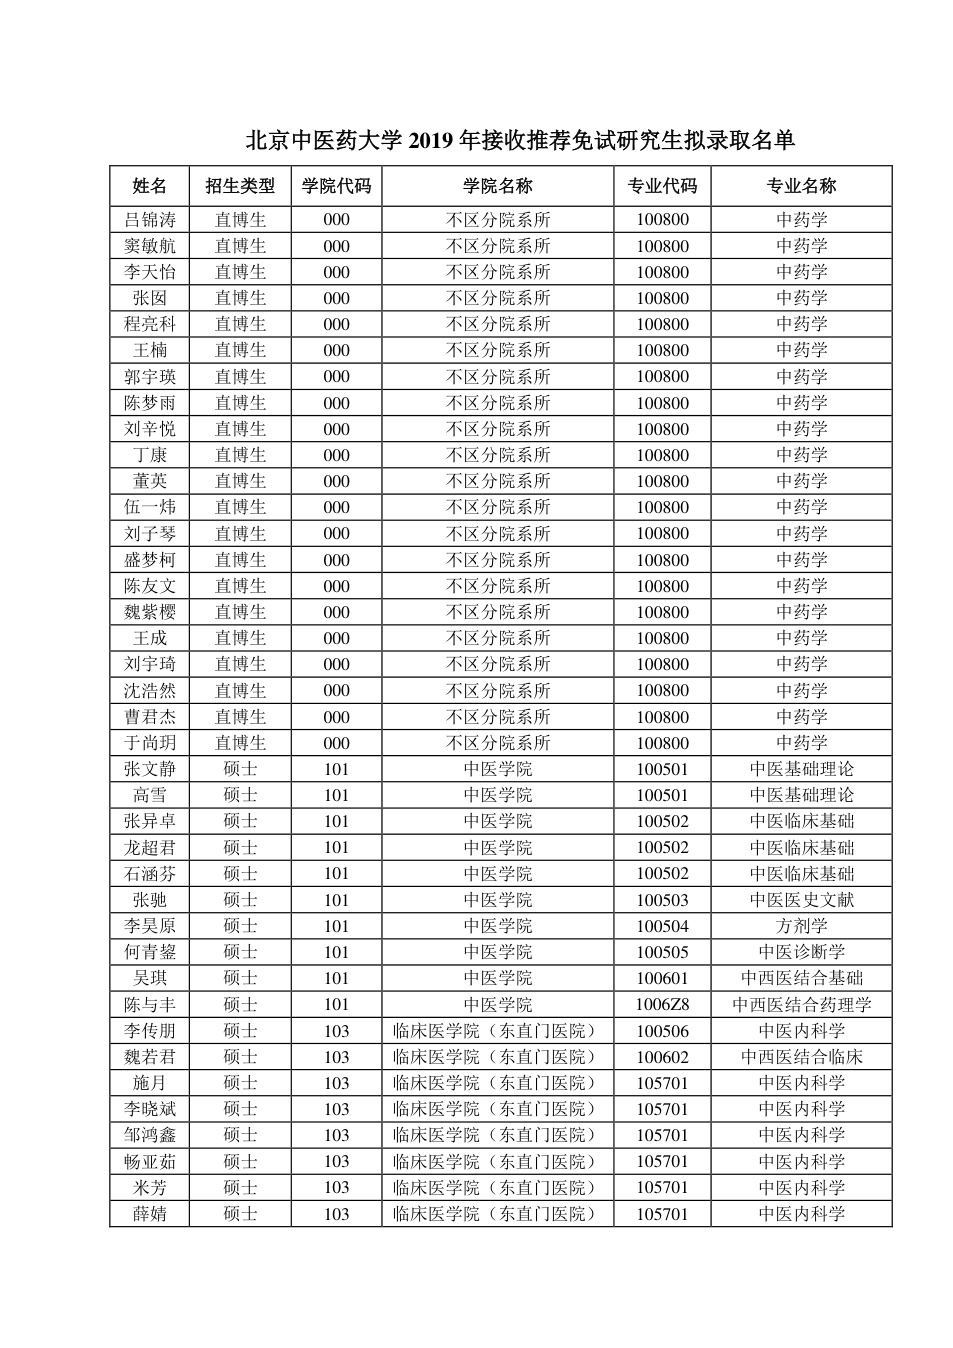 北京中医药大学 2019 年接收推荐免试研究生拟录取名单
姓名 招生类型 学院代码 学院名称 专业代码 专业名称
吕锦涛 直博生 000 不区分院系所 100800 中药学
窦敏航 直博生 000 不区分院系所 100800 中药学
李天怡 直博生 000 不区分院系所 100800 中药学
张囡 直博生 000 不区分院系所 100800 中药学
程亮科 直博生 000 不区分院系所 100800 中药学
王楠 直博生 000 不区分院系所 100800 中药学
郭宇瑛 直博生 000 不区分院系所 100800 中药学
陈梦雨 直博生 000 不区分院系所 100800 中药学
刘辛悦 直博生 000 不区分院系所 100800 中药学
丁康 直博生 000 不区分院系所 100800 中药学
董英 直博生 000 不区分院系所 100800 中药学
伍一炜 直博生 000 不区分院系所 100800 中药学
刘子琴 直博生 000 不区分院系所 100800 中药学
盛梦柯 直博生 000 不区分院系所 100800 中药学
陈友文 直博生 000 不区分院系所 100800 中药学
魏紫樱 直博生 000 不区分院系所 100800 中药学
王成 直博生 000 不区分院系所 100800 中药学
刘宇琦 直博生 000 不区分院系所 100800 中药学
沈浩然 直博生 000 不区分院系所 100800 中药学
曹君杰 直博生 000 不区分院系所 100800 中药学
于尚玥 直博生 000 不区分院系所 100800 中药学
张文静 硕士 101 中医学院 100501 中医基础理论
高雪 硕士 101 中医学院 100501 中医基础理论
张异卓 硕士 101 中医学院 100502 中医临床基础
龙超君 硕士 101 中医学院 100502 中医临床基础
石涵芬 硕士 101 中医学院 100502 中医临床基础
张驰 硕士 101 中医学院 100503 中医医史文献
李昊原 硕士 101 中医学院 100504 方剂学
何青鋆 硕士 101 中医学院 100505 中医诊断学
吴琪 硕士 101 中医学院 100601 中西医结合基础
陈与丰 硕士 101 中医学院 1006Z8 中西医结合药理学
李传朋 硕士 103 临床医学院（东直门医院） 100506 中医内科学
魏若君 硕士 103 临床医学院（东直门医院） 100602 中西医结合临床
施月 硕士 103 临床医学院（东直门医院） 105701 中医内科学
李晓斌 硕士 103 临床医学院（东直门医院） 105701 中医内科学
邹鸿鑫 硕士 103 临床医学院（东直门医院） 105701 中医内科学
畅亚茹 硕士 103 临床医学院（东直门医院） 105701 中医内科学
米芳 硕士 103 临床医学院（东直门医院） 105701 中医内科学
薛婧 硕士 103 临床医学院（东直门医院） 105701 中医内科学